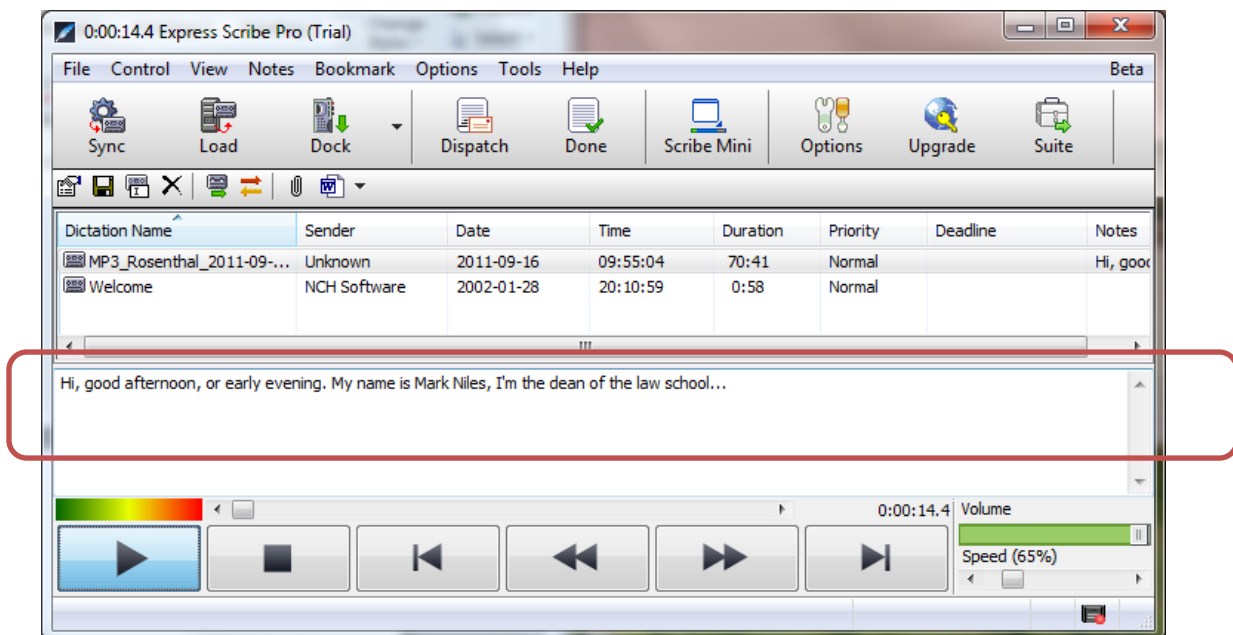 0:00:14.4 Express Scribe Pro (Trial)
File Control View Notes Bookmark Options Tools Help Beta
Sync Load Dock Dispatch Done Scribe Mini Options Upgrade Suite
Dictation Name Sender Date Time Duration Priority Deadline Notes
MP3_Rosenthal_2011-09-... Unknown 2011-09-16 09:55:04 70:41 Normal Hi, good
Welcome NCH Software 2002-01-28 20:10:59 0:58 Normal
Hi, good afternoon, or early evening. My name is Mark Niles, I'm the dean of the law school...
0:00:14.4 Volume
Speed (65%)